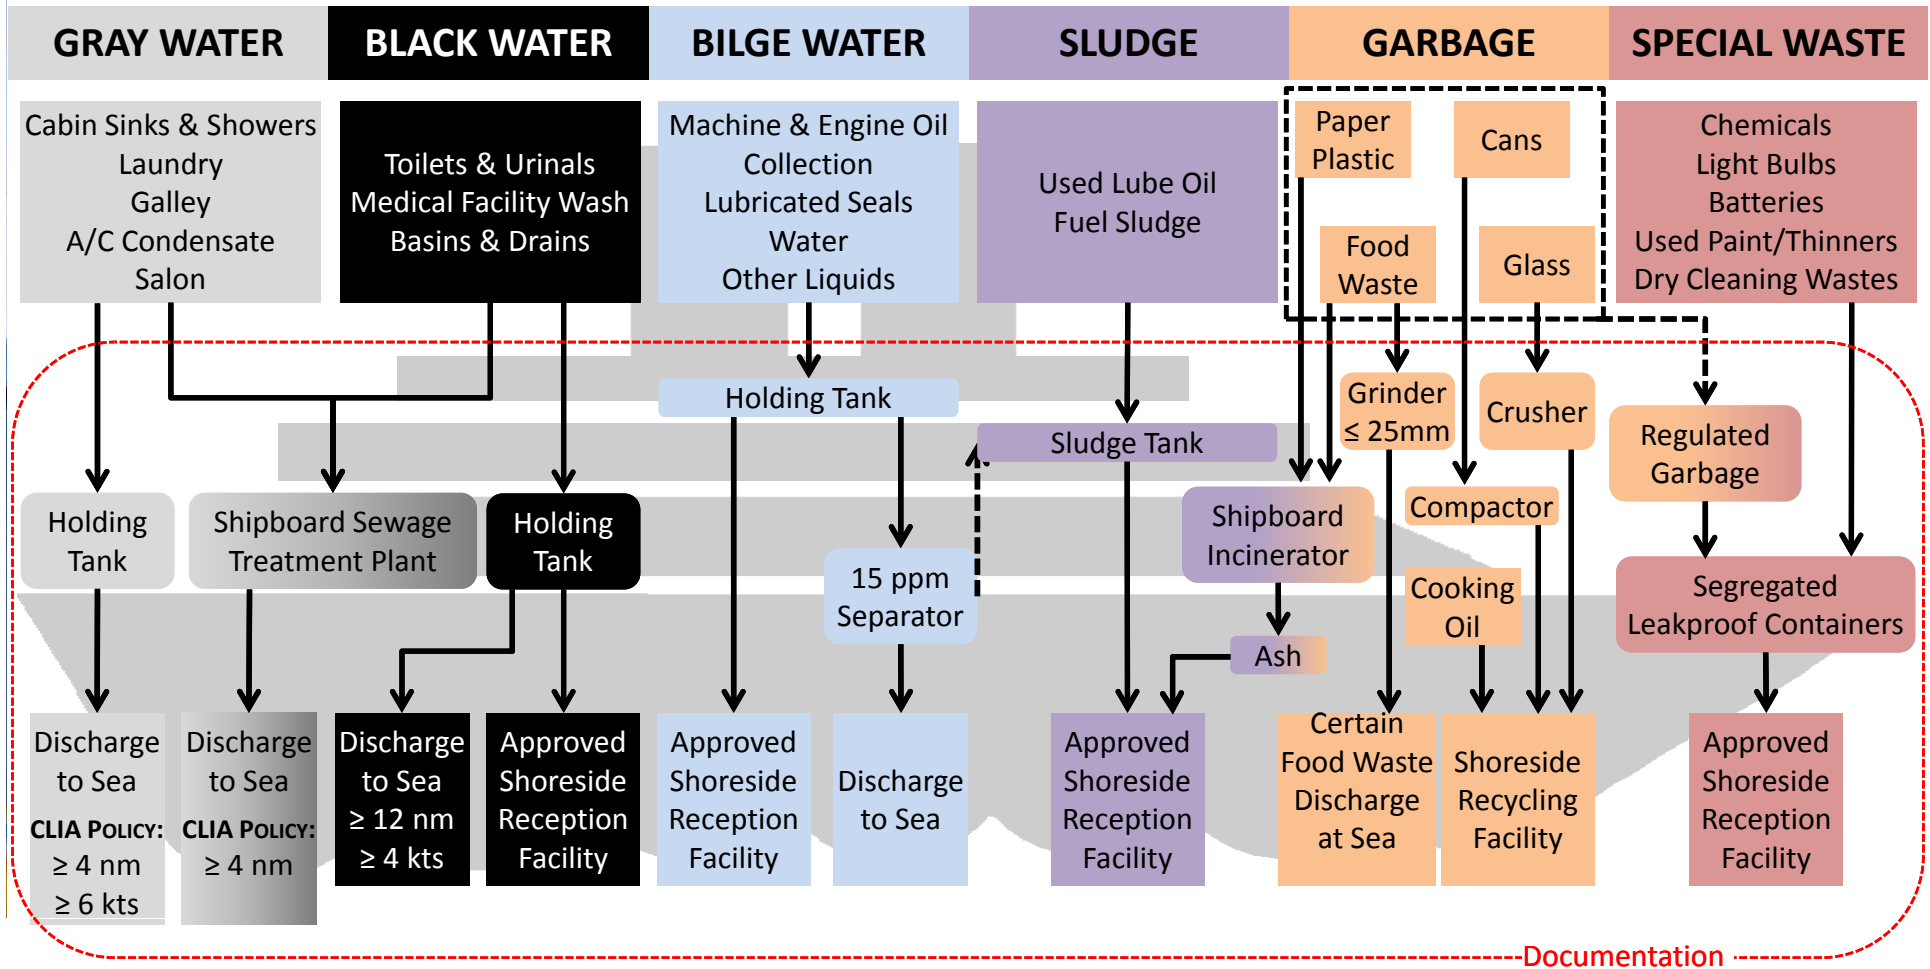 GRAY WATER
BLACK WATER
BILGE WATER
SLUDGE
GARBAGE
SPECIAL WASTE
Cabin Sinks & Showers
Laundry
Galley
A/C Condensate
Salon
Toilets & Urinals
Medical Facility Wash
Basins & Drains
Machine & Engine Oil
Collection
Lubricated Seals
Water
Other Liquids
Used Lube Oil
Fuel Sludge
Paper
Plastic
Cans
Food
Waste
Glass
Chemicals
Light Bulbs
Batteries
Used Paint/Thinners
Dry Cleaning Wastes
Holding Tank
Sludge Tank
Grinder
≤ 25mm
Crusher
Regulated
Garbage
Holding
Tank
Shipboard Sewage
Treatment Plant
Holding
Tank
15 ppm
Separator
Shipboard
Incinerator
Compactor
Cooking
Oil
Ash
Segregated
Leakproof Containers
Discharge
to Sea
CLIA POLICY:
≥ 4 nm
≥ 6 kts
Discharge
to Sea
CLIA POLICY:
≥ 4 nm
Discharge
to Sea
≥ 12 nm
≥ 4 kts
Approved
Shoreside
Reception
Facility
Approved
Shoreside
Reception
Facility
Discharge
to Sea
Approved
Shoreside
Reception
Facility
Certain
Food Waste
Discharge
at Sea
Shoreside
Recycling
Facility
Approved
Shoreside
Reception
Facility
Documentation